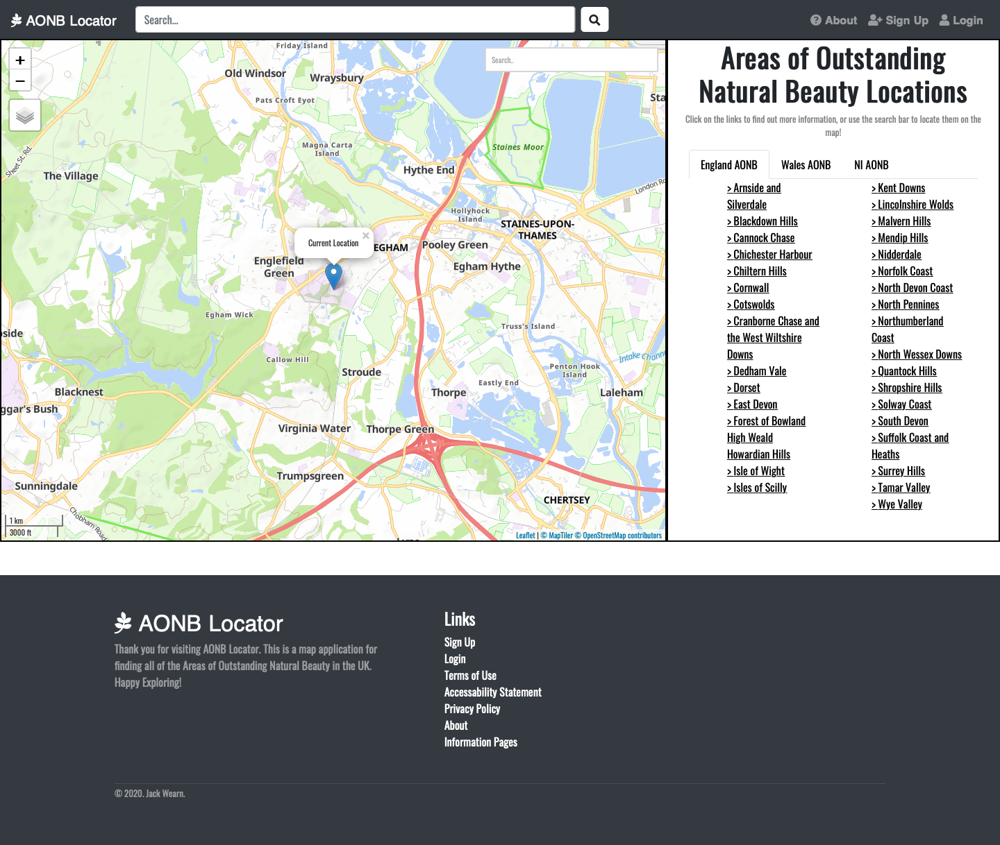 AONB Locator
Search...
About
Sign Up
Login
+
−
Search..
Friday Island
Old Windsor
Wraysbury
Pats Croft Eyot
Sta
Magna Carta
Island
Staines Moor
Sheet St. Rd.
The Village
Hythe End
London Ro
Hollyhock
Island
STAINES-UPON-
THAMES
Current Location
×
EGHAM
Pooley Green
Englefield
Green
Egham Hythe
Egham Wick
Truss's Island
side
Callow Hill
Intake Channe
Penton Hook
Island
Stroude
Eastly End
Blacknest
Thorpe
Laleham
ggar's Bush
Virginia Water
Thorpe Green
Trumpsgreen
Sunningdale
CHERTSEY
Chobham Road
1 km
3000 ft
Lyne
Leaflet | © MapTiler © OpenStreetMap contributors
Areas of Outstanding
Natural Beauty Locations
Click on the links to find out more information, or use the search bar to locate them on the
map!
England AONB
Wales AONB
NI AONB
> Arnside and
Silverdale
> Blackdown Hills
> Cannock Chase
> Chichester Harbour
> Chiltern Hills
> Cornwall
> Cotswolds
> Cranborne Chase and
the West Wiltshire
Downs
> Dedham Vale
> Dorset
> East Devon
> Forest of Bowland
High Weald
Howardian Hills
> Isle of Wight
> Isles of Scilly
> Kent Downs
> Lincolnshire Wolds
> Malvern Hills
> Mendip Hills
> Nidderdale
> Norfolk Coast
> North Devon Coast
> North Pennines
> Northumberland
Coast
> North Wessex Downs
> Quantock Hills
> Shropshire Hills
> Solway Coast
> South Devon
> Suffolk Coast and
Heaths
> Surrey Hills
> Tamar Valley
> Wye Valley
AONB Locator
Thank you for visiting AONB Locator. This is a map application for
finding all of the Areas of Outstanding Natural Beauty in the UK.
Happy Exploring!
Links
Sign Up
Login
Terms of Use
Accessability Statement
Privacy Policy
About
Information Pages
© 2020. Jack Wearn.